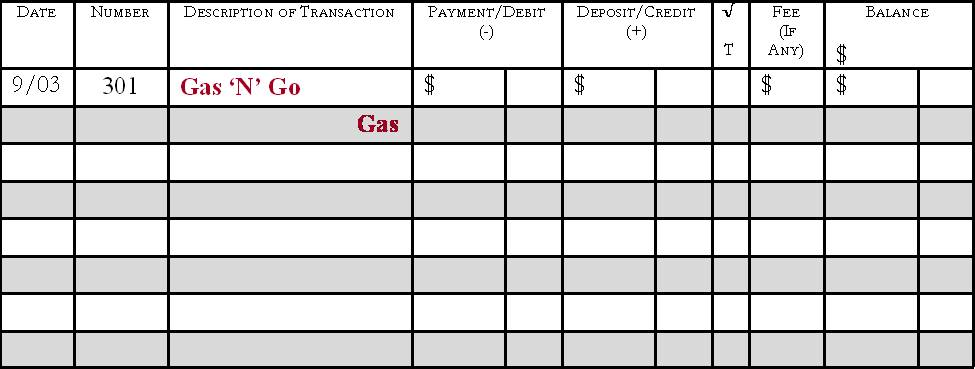 DATE NUMBER DESCRIPTION OF TRANSACTION PAYMENT/DEBIT (-) DEPOSIT/CREDIT (+) √ T FEE (IF ANY) BALANCE $
9/03 301 Gas ‘N’ Go $ $ $ $
Gas